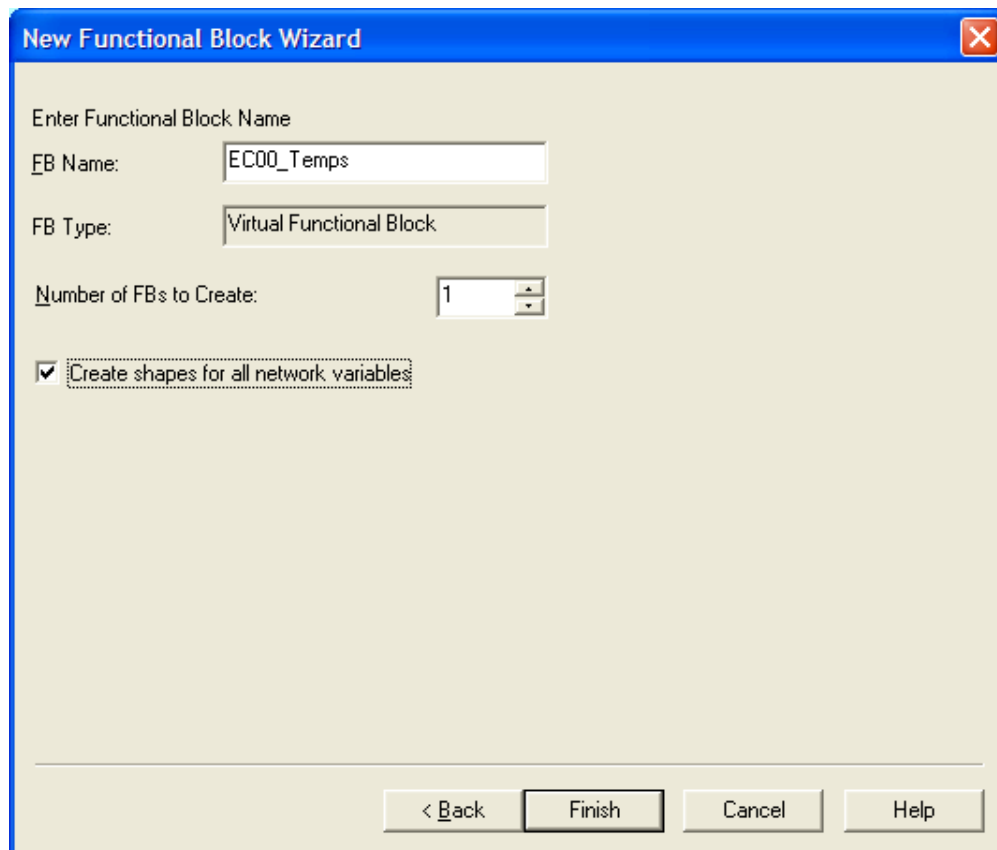 New Functional Block Wizard
Enter Functional Block Name
FB Name: EC00_Temps
FB Type: Virtual Functional Block
Number of FBs to Create: 1
Create shapes for all network variables
< Back Finish Cancel Help